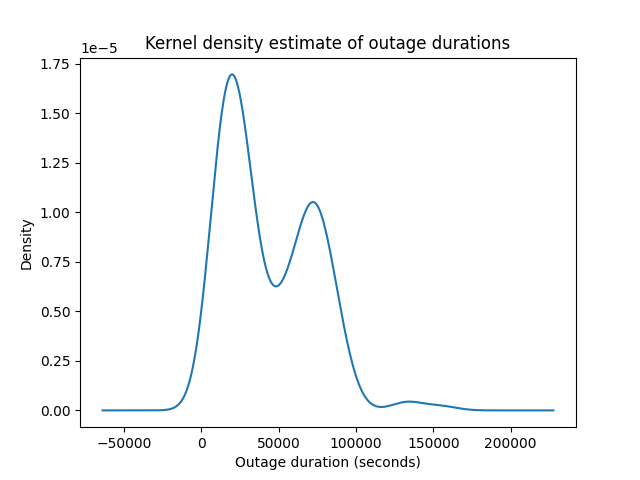 Kernel density estimate of outage durations
1e−5
1.75
1.50
1.25
1.00
0.75
0.50
0.25
0.00
Density
−50000 0 50000 100000 150000 200000
Outage duration (seconds)